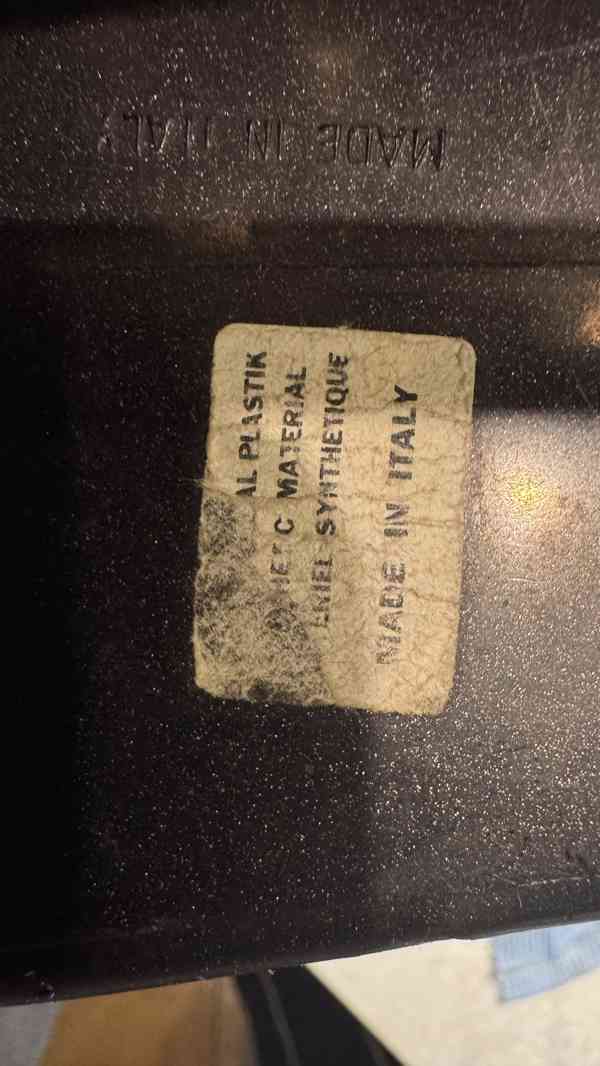 MADE IN ITALY
AL PLASTIK
MATERIAL
SYNTHETIQUE
MADE IN ITALY